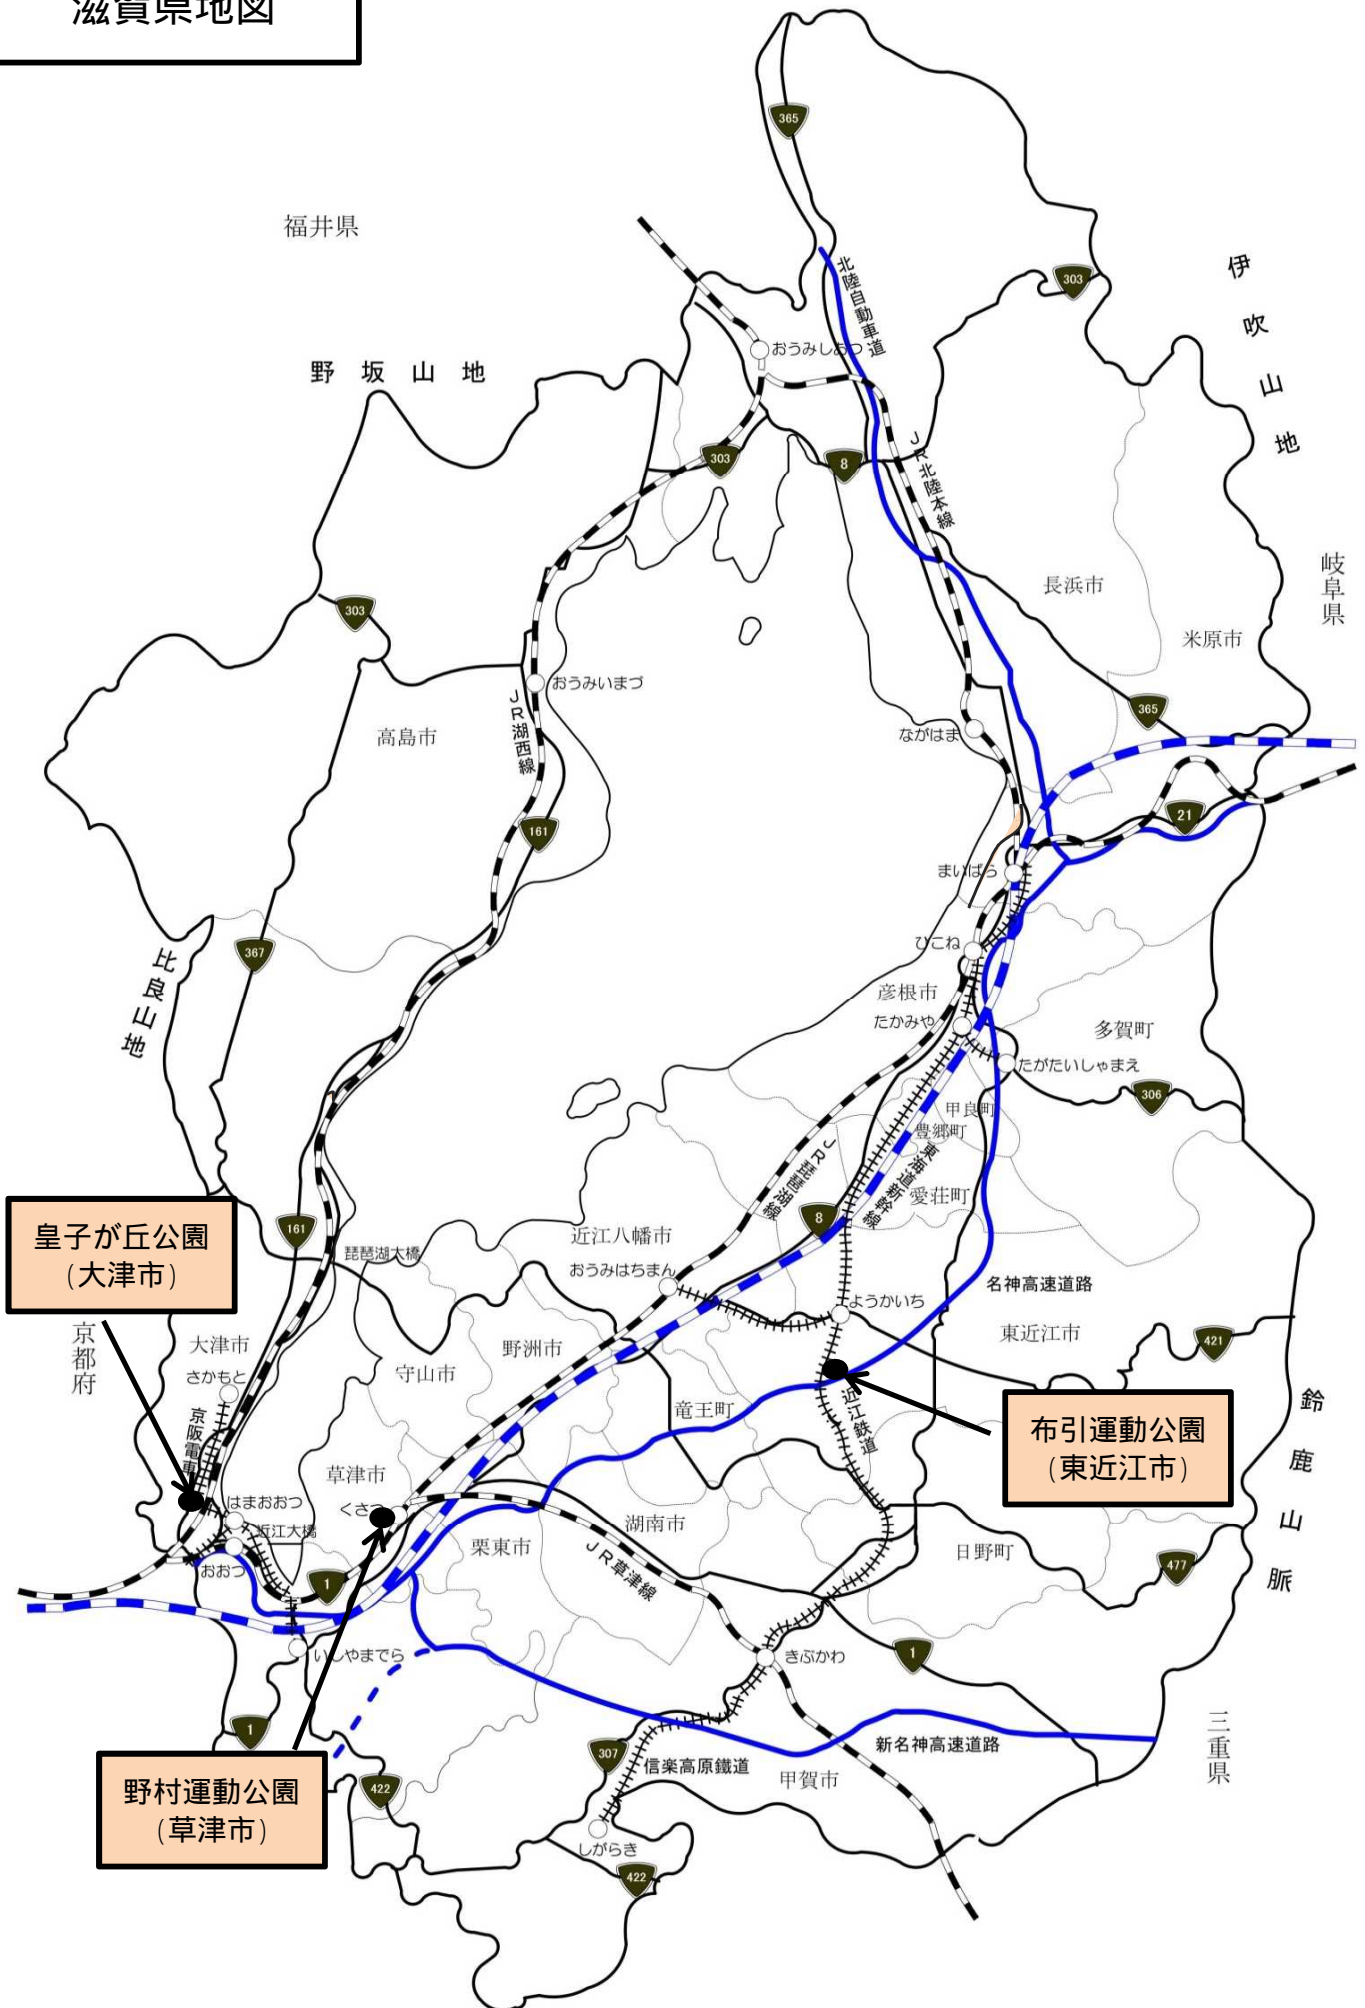 滋賀県地図
365
福井県
北陸自動車道
303
伊吹山地
おうみしおつ
野坂山地
303
8
JR北陸本線
長浜市
岐阜県
303
米原市
おうみいまづ
JR湖西線
高島市
365
ながはま
161
21
まいばら
367
比良山地
ひこね
彦根市
たかみや
多賀町
たがたいしゃまえ
306
甲良町
豊郷町
東海道新幹線
JR琵琶湖線
愛荘町
8
皇子が丘公園
(大津市)
161
琵琶湖大橋
近江八幡市
おうみはちまん
名神高速道路
ようかいち
東近江市
421
京都府
大津市
さかもと
守山市
野洲市
竜王町
近江鉄道
布引運動公園
(東近江市)
鈴鹿山脈
京阪電車
草津市
くさつ
はまおおつ
近江大橋
おおつ
栗東市
湖南市
JR草津線
日野町
477
1
いしやまでら
きぶかわ
1
1
新名神高速道路
三重県
野村運動公園
(草津市)
422
307
信楽高原鐵道
甲賀市
しがらき
422